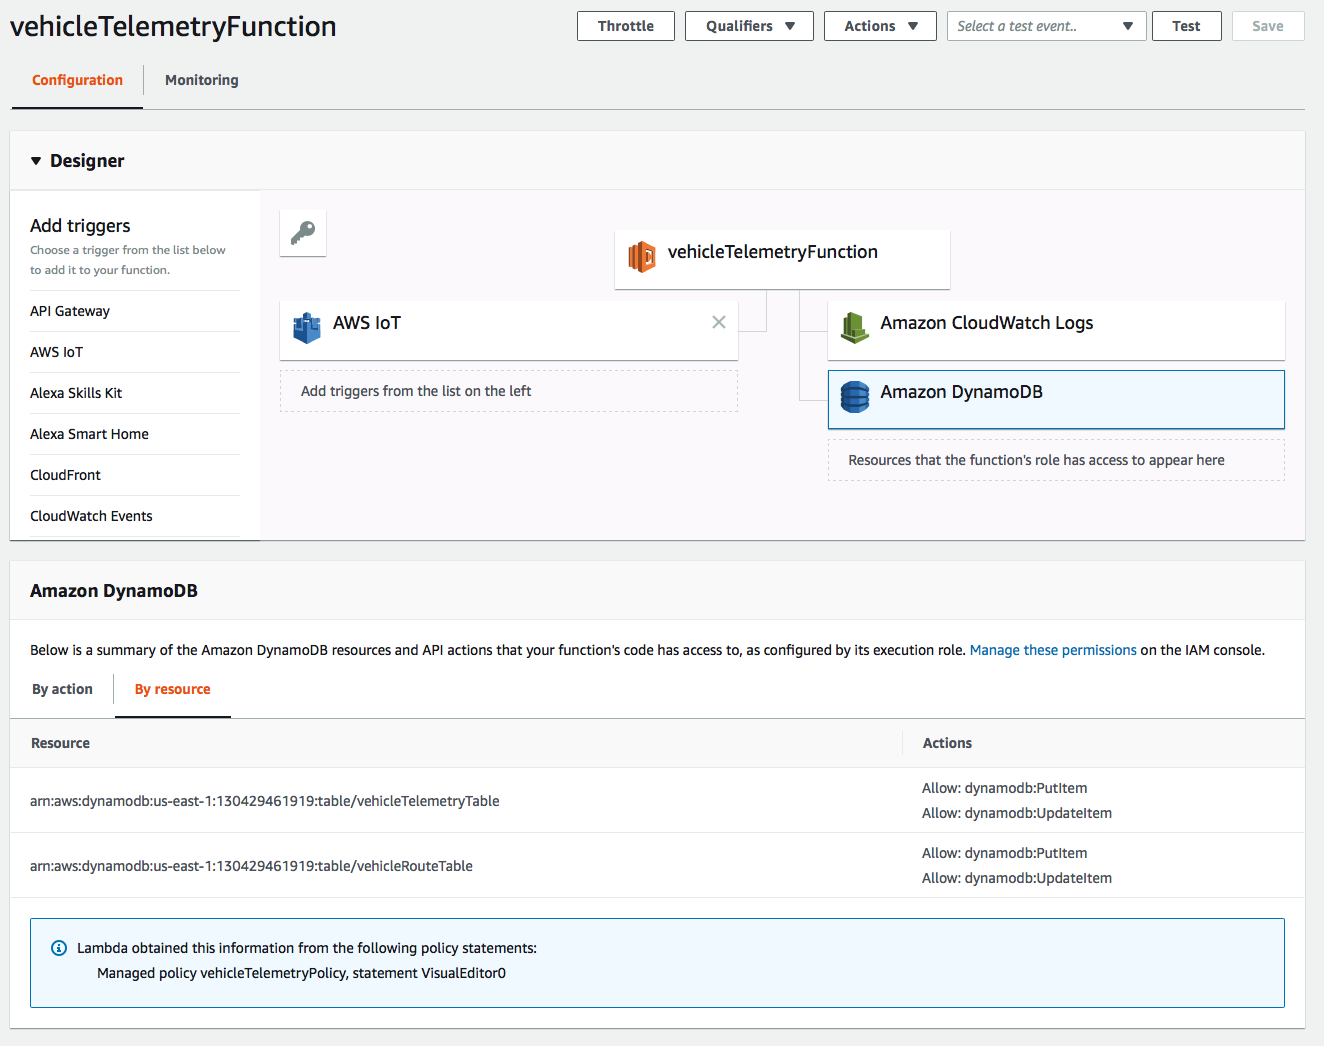 vehicleTelemetryFunction
Throttle
Qualifiers
Actions
Select a test event..
Test
Save
Configuration
Monitoring
Designer
Add triggers
Choose a trigger from the list below
to add it to your function.
API Gateway
AWS IoT
Alexa Skills Kit
Alexa Smart Home
CloudFront
CloudWatch Events
vehicleTelemetryFunction
AWS IoT
Add triggers from the list on the left
Amazon CloudWatch Logs
Amazon DynamoDB
Resources that the function's role has access to appear here
Amazon DynamoDB
Below is a summary of the Amazon DynamoDB resources and API actions that your function's code has access to, as configured by its execution role. Manage these permissions on the IAM console.
By action
By resource
Resource
Actions
arn:aws:dynamodb:us-east-1:130429461919:table/vehicleTelemetryTable
Allow: dynamodb:PutItem
Allow: dynamodb:UpdateItem
arn:aws:dynamodb:us-east-1:130429461919:table/vehicleRouteTable
Allow: dynamodb:PutItem
Allow: dynamodb:UpdateItem
Lambda obtained this information from the following policy statements:
Managed policy vehicleTelemetryPolicy, statement VisualEditor0